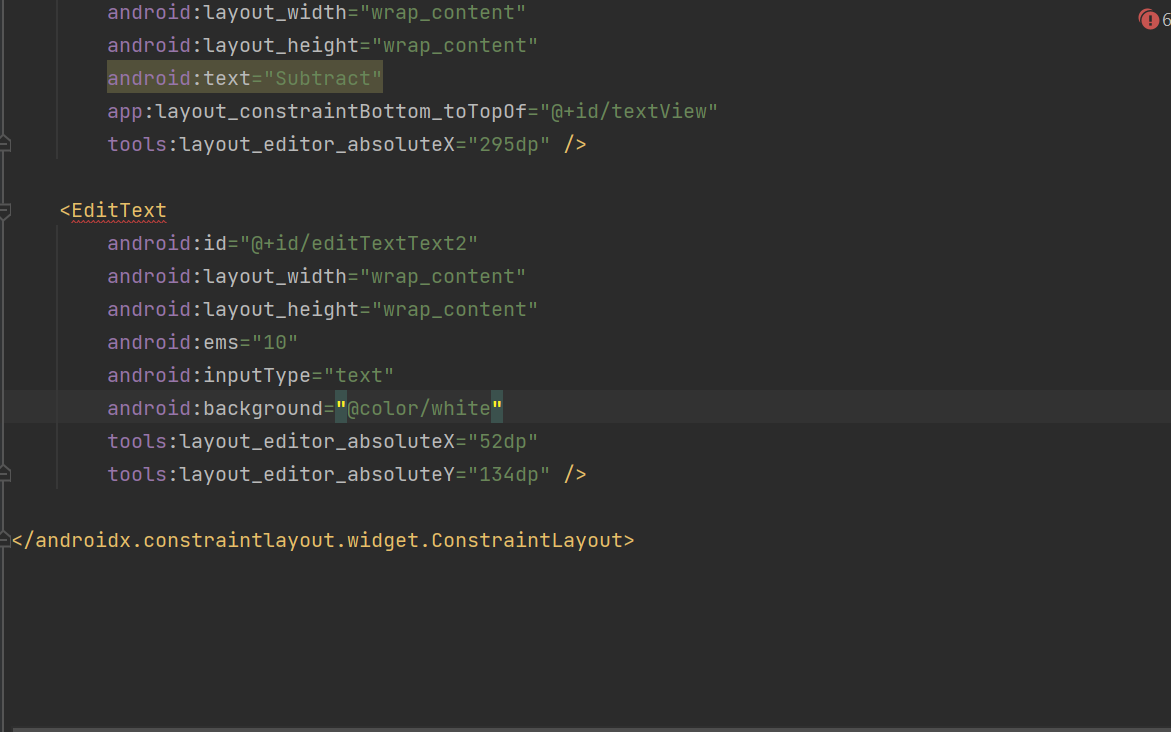 android:layout_width="wrap_content"
6
android:layout_height="wrap_content"
android:text="Subtract"
app:layout_constraintBottom_toTopOf="@+id/textView"
tools:layout_editor_absoluteX="295dp" />
<EditText
android:id="@+id/editTextText2"
android:layout_width="wrap_content"
android:layout_height="wrap_content"
android:ems="10"
android:inputType="text"
android:background="@color/white"
tools:layout_editor_absoluteX="52dp"
tools:layout_editor_absoluteY="134dp" />
</androidx.constraintlayout.widget.ConstraintLayout>